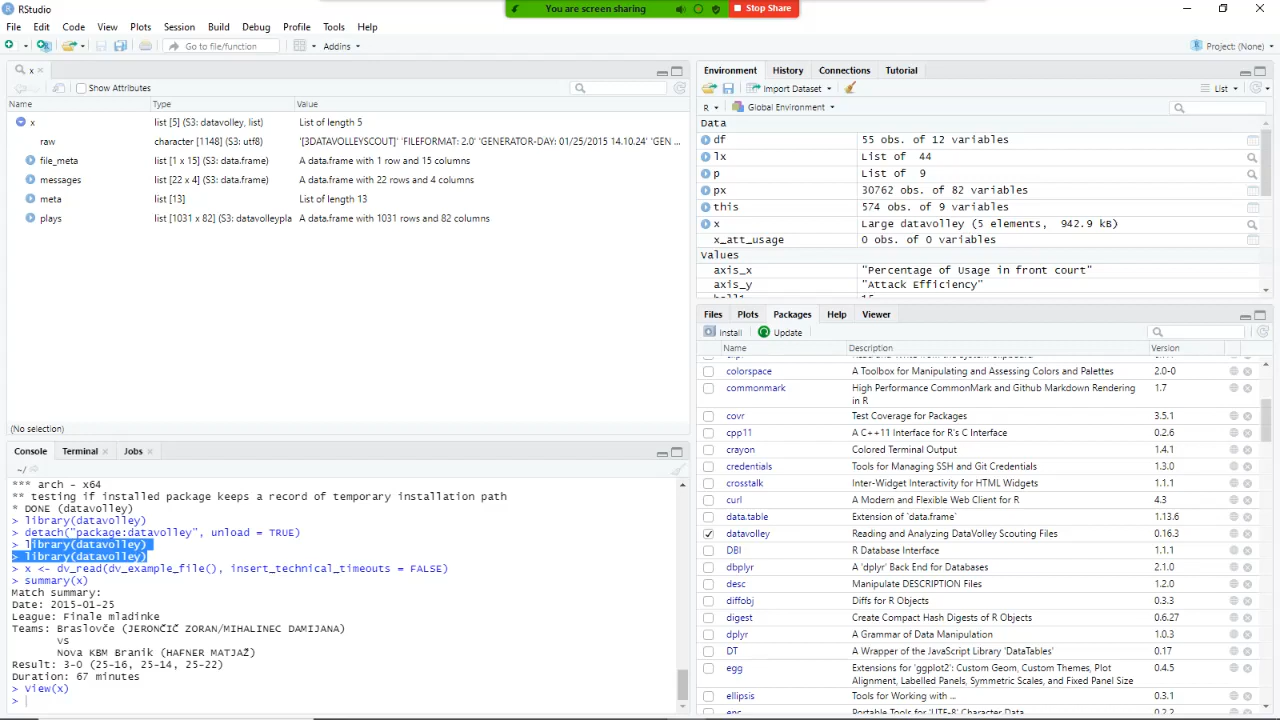 RStudio
You are screen sharing
Stop Share
File Edit Code View Plots Session Build Debug Profile Tools Help
Go to file/function
Addins
Project: (None)
x
Show Attributes
Name Type Value
x list [5] (S3: datavolley, list) List of length 5
raw character [1148] (S3: utf8) '[3DATAVOLLEYSCOUT]' 'FILEFORMAT: 2.0' 'GENERATOR-DAY: 01/25/2015 14.10.24' 'GEN ...
file_meta list [1 x 15] (S3: data.frame) A data.frame with 1 row and 15 columns
messages list [22 x 4] (S3: data.frame) A data.frame with 22 rows and 4 columns
meta list [13] List of length 13
plays list [1031 x 82] (S3: datavolleypla A data.frame with 1031 rows and 82 columns
(No selection)
Console Terminal Jobs
~/
*** arch - x64
** testing if installed package keeps a record of temporary installation path
* DONE (datavolley)
> library(datavolley)
> detach("package:datavolley", unload = TRUE)
> library(datavolley)
> library(datavolley)
> x <- dv_read(dv_example_file(), insert_technical_timeouts = FALSE)
> summary(x)
Match summary:
Date: 2015-01-25
League: Finale mladinke
Teams: Braslovče (JERONČIČ ZORAN/MIHALINEC DAMIJANA)
vs
Nova KBM Branik (HAFNER MATJAŽ)
Result: 3-0 (25-16, 25-14, 25-22)
Duration: 67 minutes
> View(x)
>
Environment History Connections Tutorial
Import Dataset
List
R Global Environment
Data
df 55 obs. of 12 variables
lx List of 44
p List of 9
px 30762 obs. of 82 variables
this 574 obs. of 9 variables
x Large datavolley (5 elements, 942.9 kB)
x_att_usage 0 obs. of 0 variables
Values
axis_x "Percentage of Usage in front court"
axis_y "Attack Efficiency"
Files Plots Packages Help Viewer
Install Update
Name Description Version
colorspace A Toolbox for Manipulating and Assessing Colors and Palettes 2.0-0
commonmark High Performance CommonMark and Github Markdown Rendering in R 1.7
covr Test Coverage for Packages 3.5.1
cpp11 A C++11 Interface for R's C Interface 0.2.6
crayon Colored Terminal Output 1.4.1
credentials Tools for Managing SSH and Git Credentials 1.3.0
crosstalk Inter-Widget Interactivity for HTML Widgets 1.1.1
curl A Modern and Flexible Web Client for R 4.3
data.table Extension of `data.frame` 1.13.6
datavolley Reading and Analyzing DataVolley Scouting Files 0.16.3
DBI R Database Interface 1.1.1
dbplyr A 'dplyr' Back End for Databases 2.1.0
desc Manipulate DESCRIPTION Files 1.2.0
diffobj Diffs for R Objects 0.3.3
digest Create Compact Hash Digests of R Objects 0.6.27
dplyr A Grammar of Data Manipulation 1.0.3
DT A Wrapper of the JavaScript Library 'DataTables' 0.17
egg Extensions for 'ggplot2': Custom Geom, Custom Themes, Plot Alignment, Labelled Panels, Symmetric Scales, and Fixed Panel Size 0.4.5
ellipsis Tools for Working with ... 0.3.1